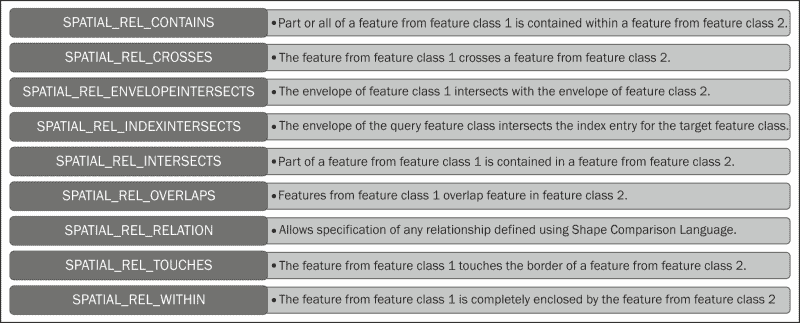 SPATIAL_REL_CONTAINS •Part or all of a feature from feature class 1 is contained within a feature from feature class 2.
SPATIAL_REL_CROSSES •The feature from feature class 1 crosses a feature from feature class 2.
SPATIAL_REL_ENVELOPEINTERSECTS •The envelope of feature class 1 intersects with the envelope of feature class 2.
SPATIAL_REL_INDEXINTERSECTS •The envelope of the query feature class intersects the index entry for the target feature class.
SPATIAL_REL_INTERSECTS •Part of a feature from feature class 1 is contained in a feature from feature class 2.
SPATIAL_REL_OVERLAPS •Features from feature class 1 overlap feature in feature class 2.
SPATIAL_REL_RELATION •Allows specification of any relationship defined using Shape Comparison Language.
SPATIAL_REL_TOUCHES •The feature from feature class 1 touches the border of a feature from feature class 2.
SPATIAL_REL_WITHIN •The feature from feature class 1 is completely enclosed by the feature from feature class 2